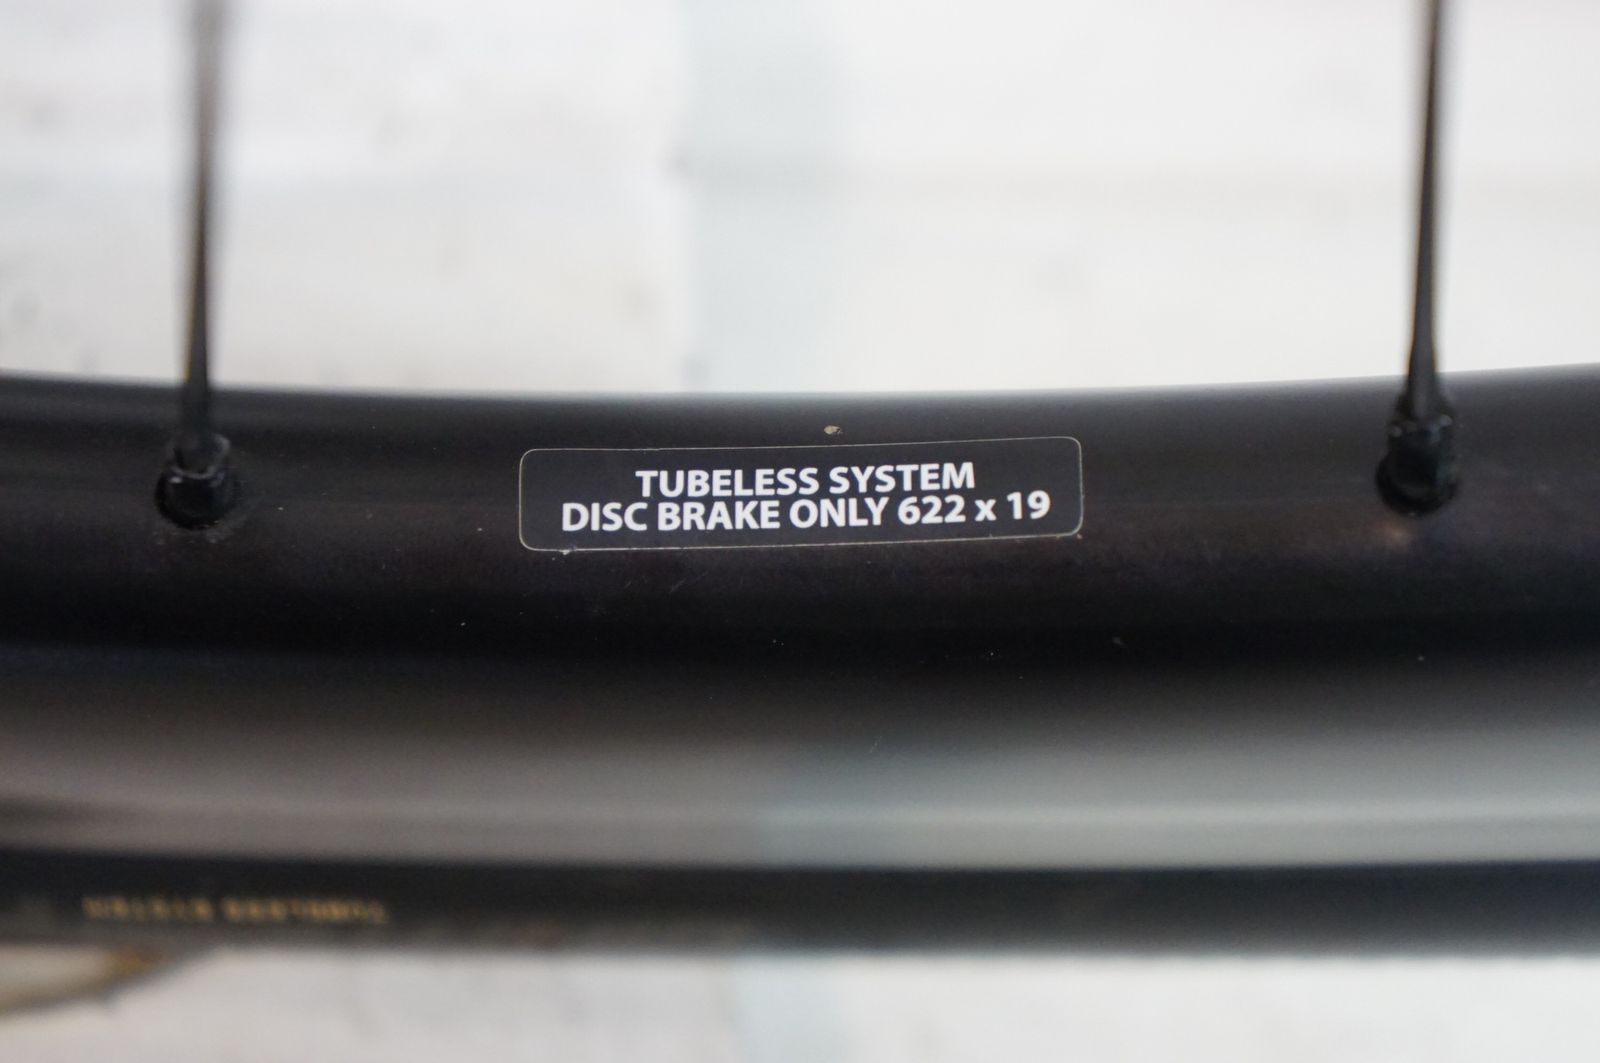 TUBELESS SYSTEM
DISC BRAKE ONLY 622 x 19